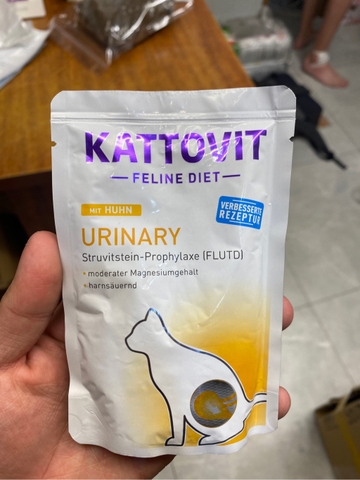 KATTOVIT
FELINE DIET
MIT HUHN
VERBESSERTE
REZEPTUR
URINARY
Struvitstein-Prophylaxe (FLUTD)
• moderater Magnesiumgehalt
• harnsäuernd